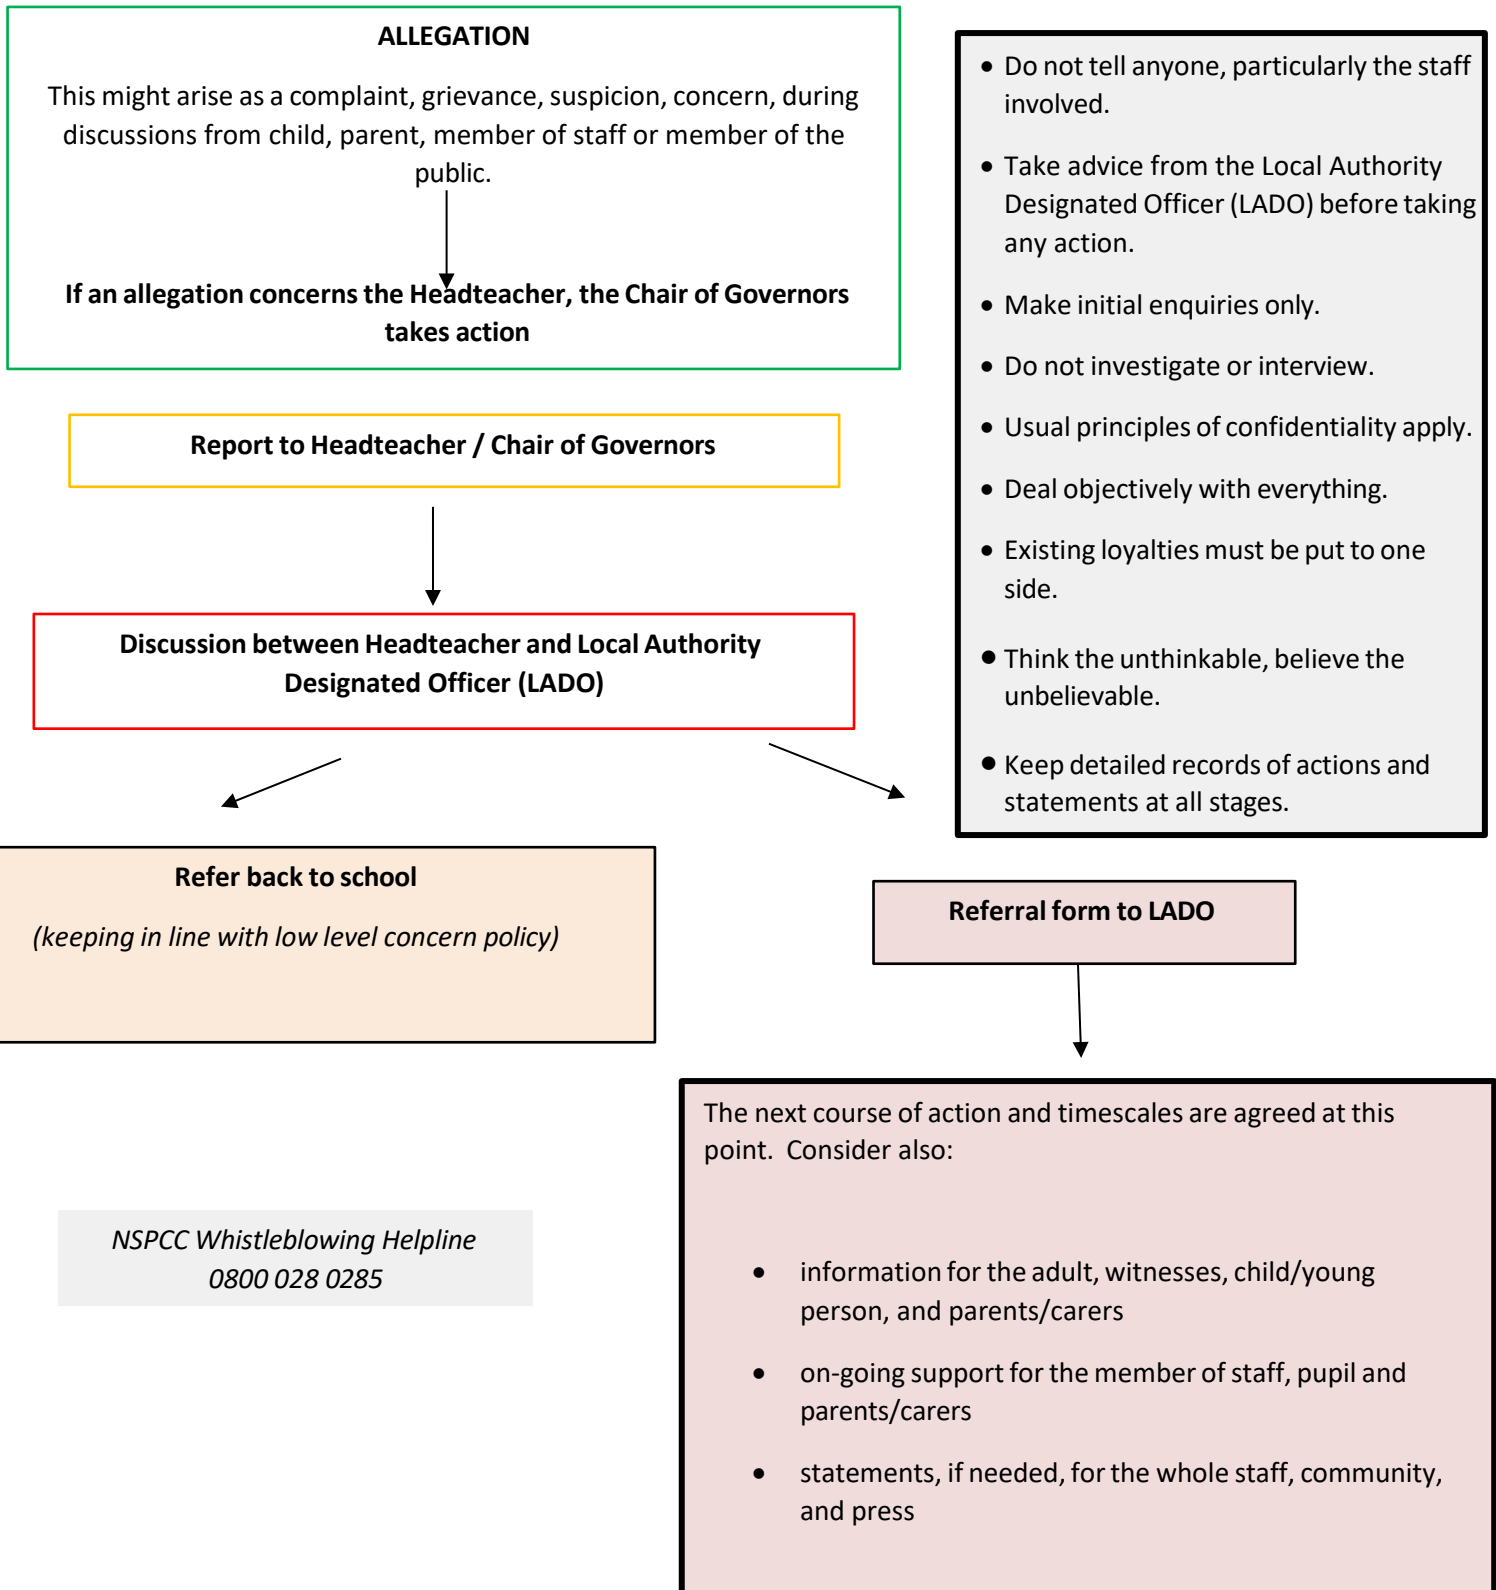 ALLEGATION
This might arise as a complaint, grievance, suspicion, concern, during
discussions from child, parent, member of staff or member of the
public.
If an allegation concerns the Headteacher, the Chair of Governors
takes action
Report to Headteacher / Chair of Governors
Discussion between Headteacher and Local Authority
Designated Officer (LADO)
• Do not tell anyone, particularly the staff
involved.
• Take advice from the Local Authority
Designated Officer (LADO) before taking
any action.
• Make initial enquiries only.
• Do not investigate or interview.
• Usual principles of confidentiality apply.
• Deal objectively with everything.
• Existing loyalties must be put to one
side.
• Think the unthinkable, believe the
unbelievable.
• Keep detailed records of actions and
statements at all stages.
Refer back to school
(keeping in line with low level concern policy)
Referral form to LADO
The next course of action and timescales are agreed at this
point.  Consider also:
• information for the adult, witnesses, child/young
person, and parents/carers
• on-going support for the member of staff, pupil and
parents/carers
• statements, if needed, for the whole staff, community,
and press
NSPCC Whistleblowing Helpline
0800 028 0285